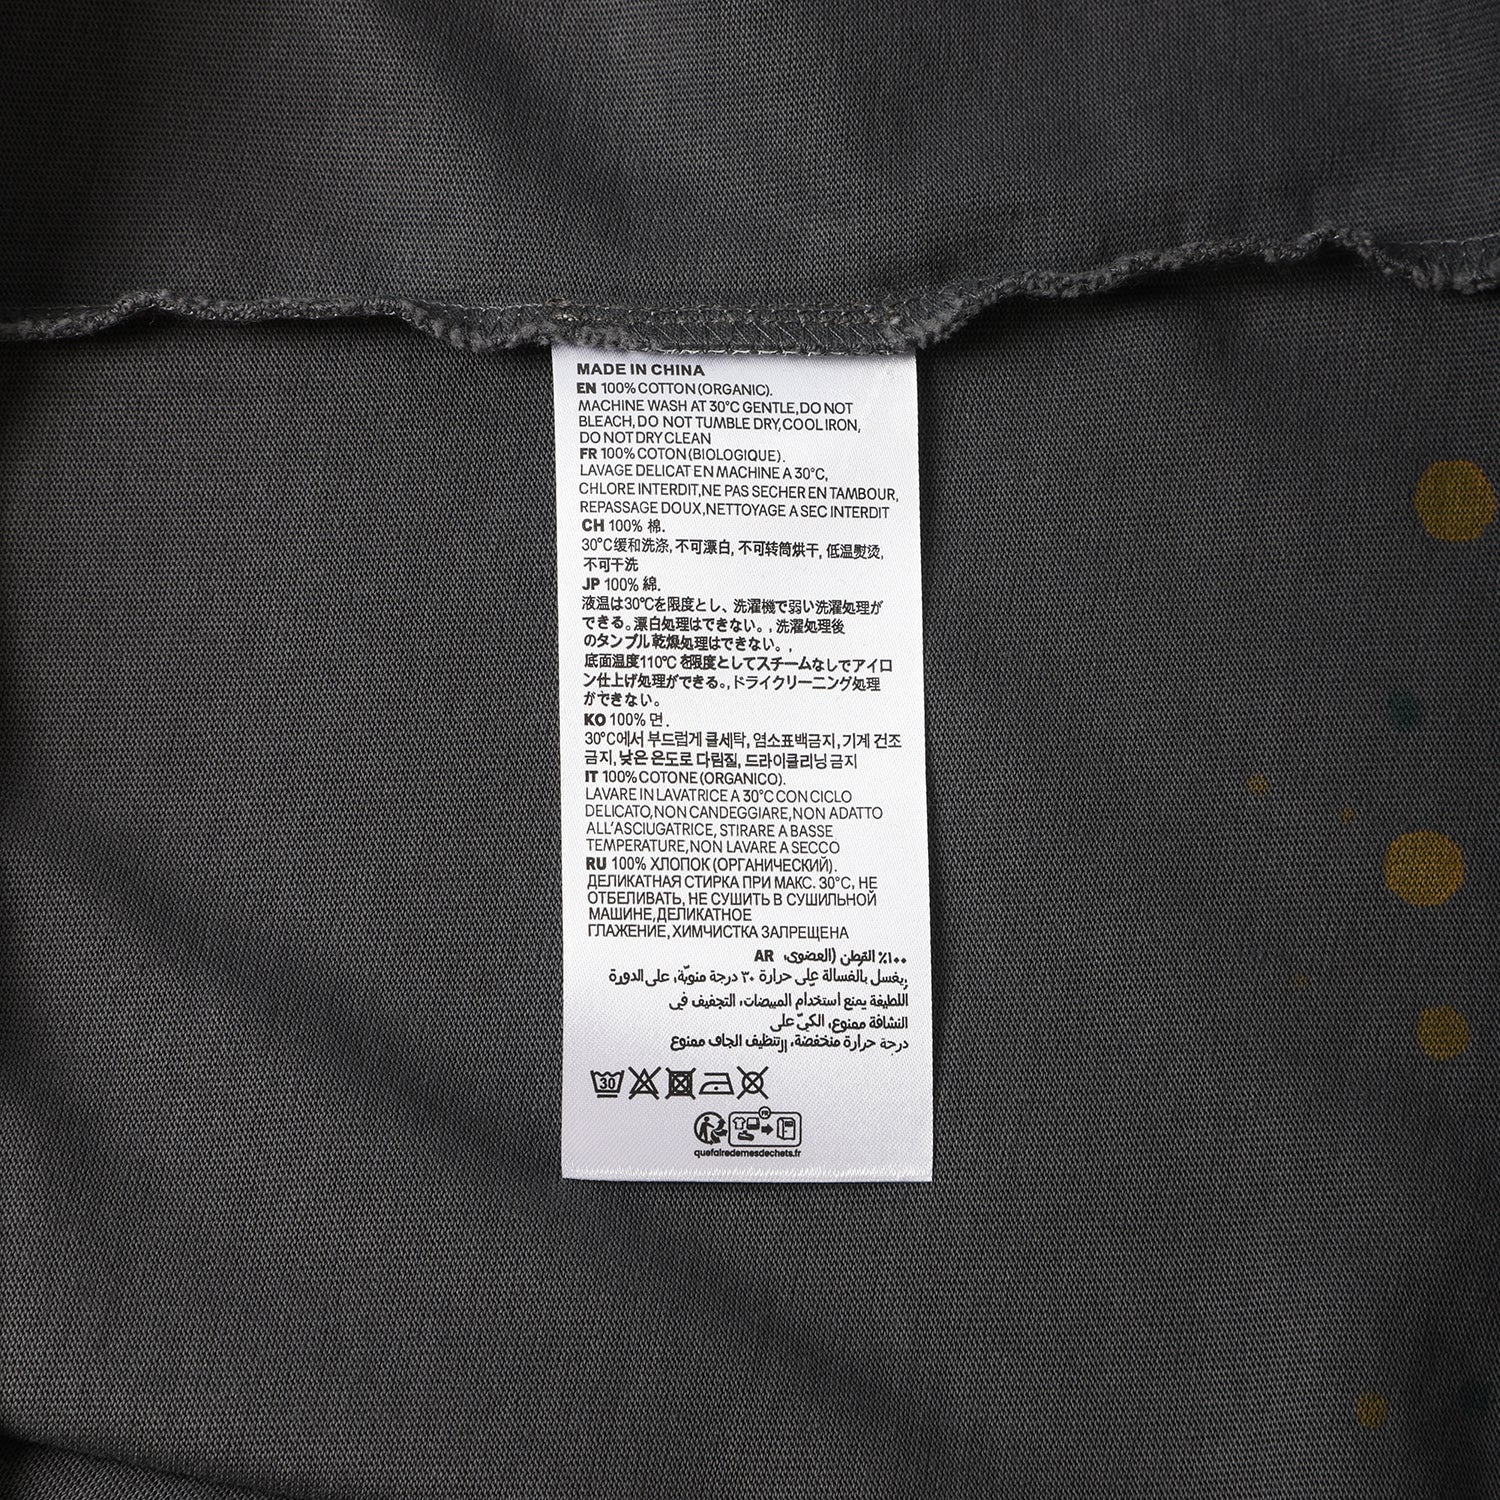 MADE IN CHINA
EN 100% COTTON (ORGANIC).
MACHINE WASH AT 30°C GENTLE, DO NOT
BLEACH, DO NOT TUMBLE DRY, COOL IRON,
DO NOT DRY CLEAN
FR 100% COTON (BIOLOGIQUE).
LAVAGE DELICAT EN MACHINE A 30°C,
CHLORE INTERDIT, NE PAS SECHER EN TAMBOUR,
REPASSAGE DOUX, NETTOYAGE A SEC INTERDIT
CH 100% 棉.
30°C缓和洗涤, 不可漂白, 不可转筒烘干, 低温熨烫,
不可干洗
JP 100% 綿.
液温は30℃を限度とし、洗濯機で弱い洗濯処理が
できる。漂白処理はできない。, 洗濯処理後
のタンブル乾燥処理はできない。,
底面温度110℃を限度としてスチームなしでアイロ
ン仕上げ処理ができる。, ドライクリーニング処理
ができない。
KO 100% 면.
30°C에서 부드럽게 클세탁, 염소표백금지, 기계 건조
금지, 낮은 온도로 다림질, 드라이클리닝 금지
IT 100% COTONE (ORGANICO).
LAVARE IN LAVATRICE A 30°C CON CICLO
DELICATO, NON CANDEGGIARE, NON ADATTO
ALL'ASCIUGATRICE, STIRARE A BASSE
TEMPERATURE, NON LAVARE A SECCO
RU 100% ХЛОПОК (ОРГАНИЧЕСКИЙ).
ДЕЛИКАТНАЯ СТИРКА ПРИ МАКС. 30°C, НЕ
ОТБЕЛИВАТЬ, НЕ СУШИТЬ В СУШИЛЬНОЙ
МАШИНЕ, ДЕЛИКАТНОЕ
ГЛАЖЕНИЕ, ХИМЧИСТКА ЗАПРЕЩЕНА
١٠٠٪ القطن (العضوي، AR
يغسل بالغسالة على حرارة ٣٠ درجة مئويّة، على الدورة
اللطيفة يمنع استخدام المبيضات، التجفيف في
النشافة ممنوع، الكيّ على
درجة حرارة منخفضة، إرتنظيف الجاف ممنوع
30
FR
quefairedemesdechets.fr